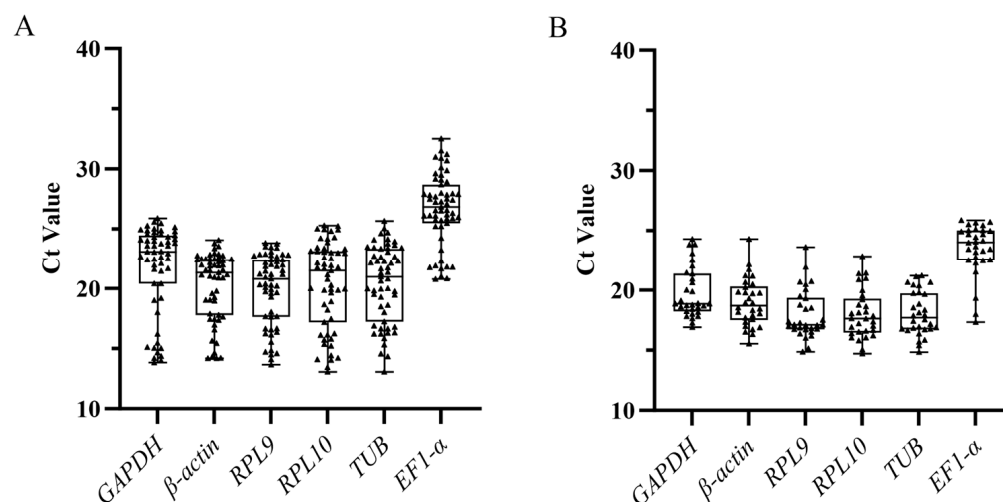 A
Ct Value
40
30
20
10
GAPDH
β-actin
RPL9
RPL10
TUB
EF1-α
B
Ct Value
40
30
20
10
GAPDH
β-actin
RPL9
RPL10
TUB
EF1-α